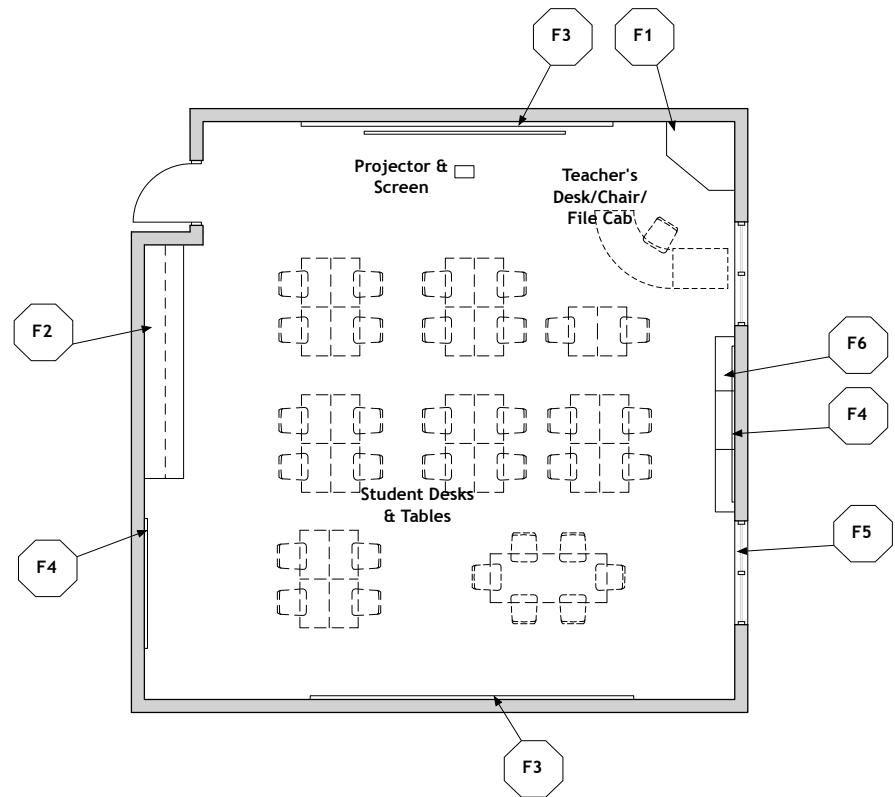 F3
F1
Projector &
Screen
Teacher's
Desk/Chair/
File Cab
F2
F6
F4
Student Desks
& Tables
F5
F4
F3